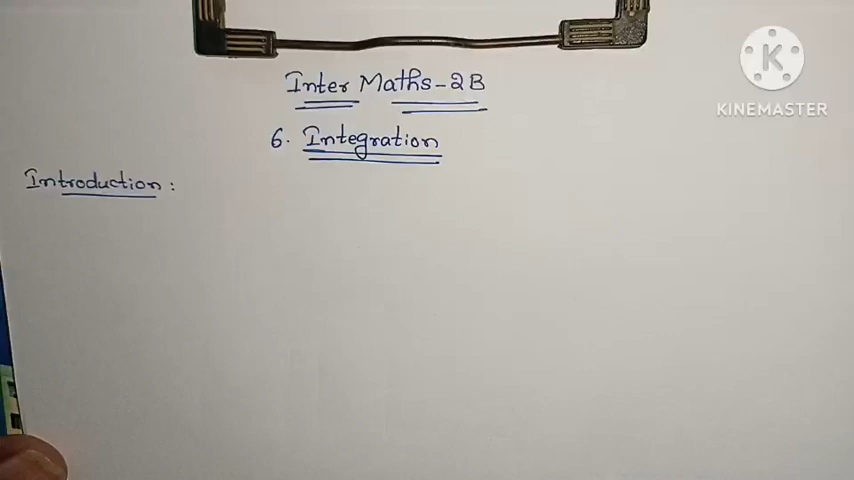 Inter Maths-2B
6. Integration
Introduction:
K
KINEMASTER